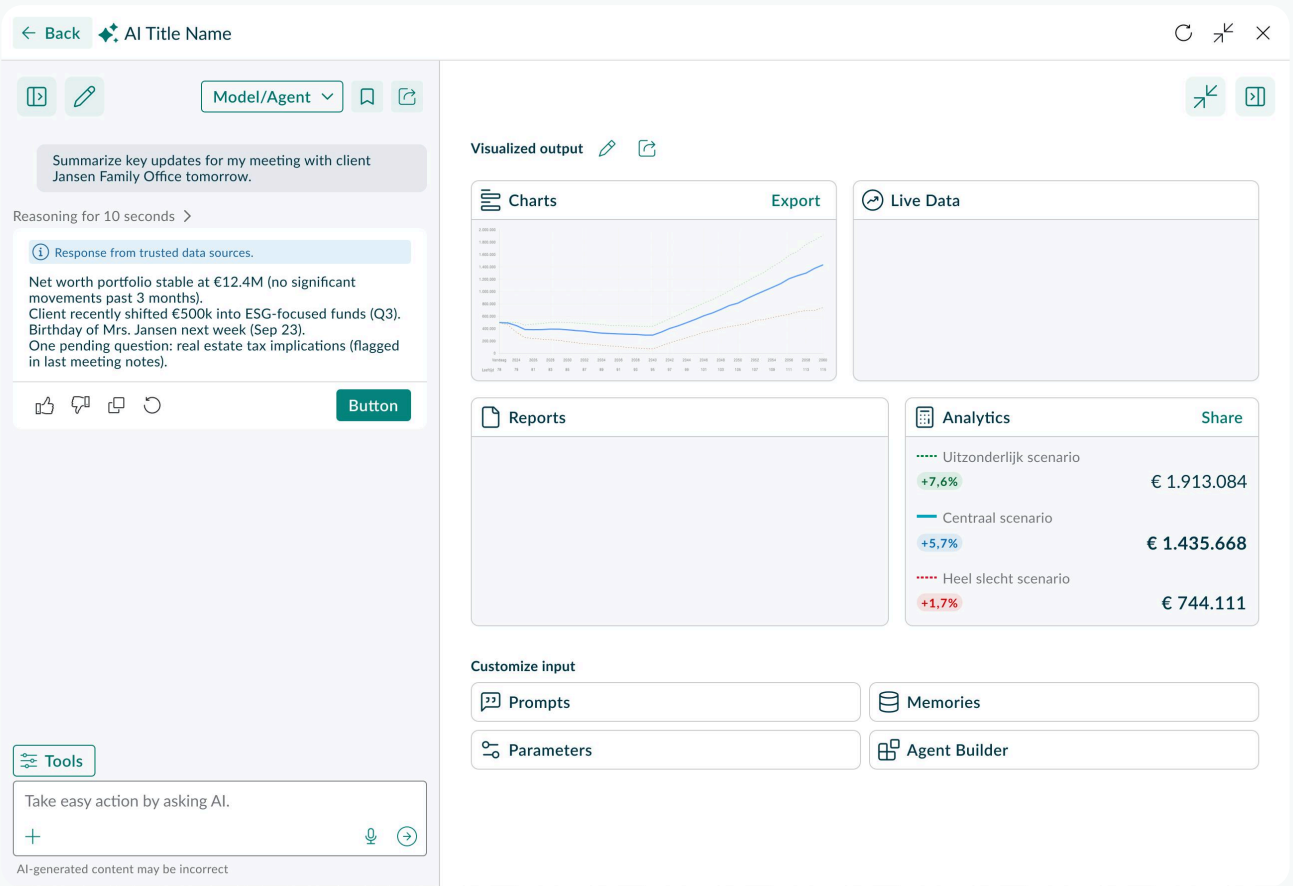 Back
AI Title Name
Model/Agent
Summarize key updates for my meeting with client
Jansen Family Office tomorrow.
Reasoning for 10 seconds
Response from trusted data sources.
Net worth portfolio stable at €12.4M (no significant
movements past 3 months).
Client recently shifted €500k into ESG-focused funds (Q3).
Birthday of Mrs. Jansen next week (Sep 23).
One pending question: real estate tax implications (flagged
in last meeting notes).
Button
Tools
Take easy action by asking AI.
AI-generated content may be incorrect
Visualized output
Charts
Export
Live Data
Reports
Analytics
Share
Uitzonderlijk scenario
+7,6%
€ 1.913.084
Centraal scenario
+5,7%
€ 1.435.668
Heel slecht scenario
+1,7%
€ 744.111
Customize input
Prompts
Memories
Parameters
Agent Builder